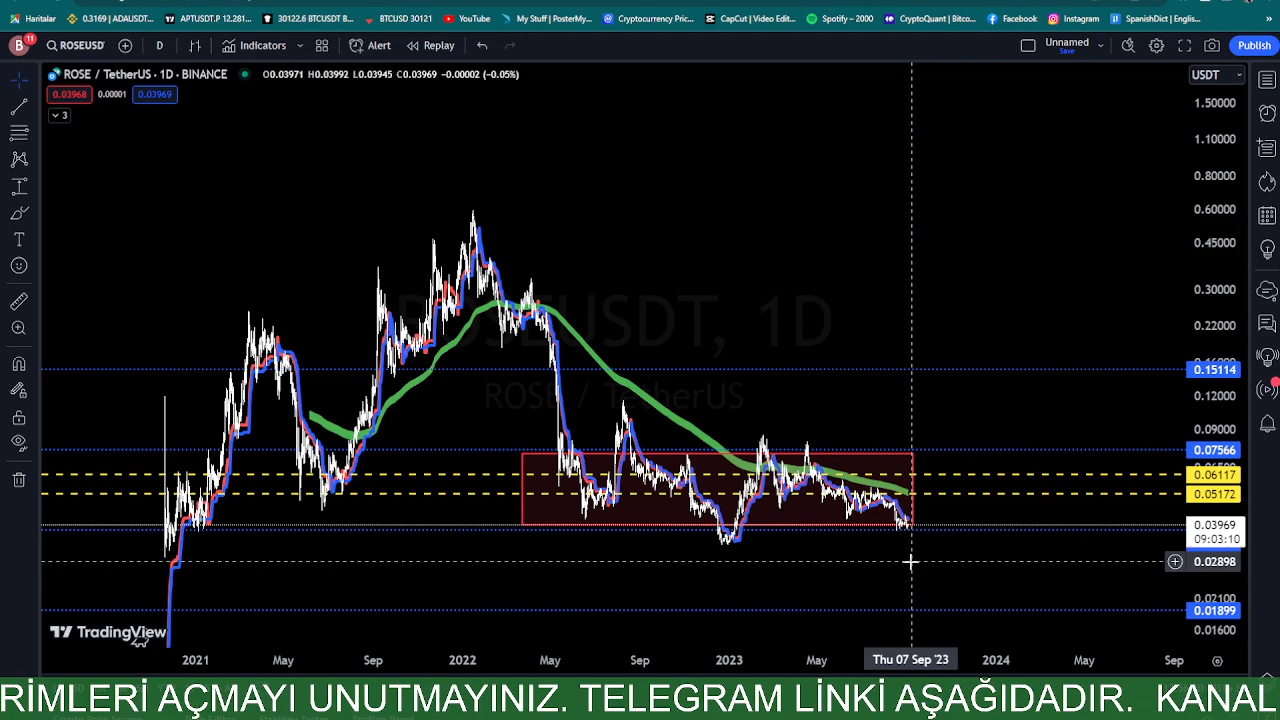 Haritalar 0.3169 | ADAUSDT... APTUSDT.P 12.281... 30122.6 BTCUSDT B... BTCUSD 30121 YouTube My Stuff | PosterMy... Cryptocurrency Pric... CapCut | Video Edit... Spotify – 2000 CryptoQuant | Bitco... Facebook Instagram SpanishDict | Englis... »
B 11 ROSEUSD D Indicators Alert Replay Unnamed Save Publish
ROSE / TetherUS · 1D · BINANCE O0.03971 H0.03992 L0.03945 C0.03969 -0.00002 (-0.05%) USDT
0.03968 0.00001 0.03969
3
1.50000
1.10000
0.80000
0.60000
0.45000
0.30000
ROSEUSDT, 1D
0.22000
0.15114
ROSE / TetherUS
0.12000
0.09000
0.07566
0.06117
0.05172
0.03969
09:03:10
0.02898
0.02100
0.01899
TradingView 0.01600
2021 May Sep 2022 May Sep 2023 May Thu 07 Sep '23 2024 May Sep
RİMLERİ AÇMAYI UNUTMAYINIZ. TELEGRAM LİNKİ AŞAĞIDADIR. KANAL